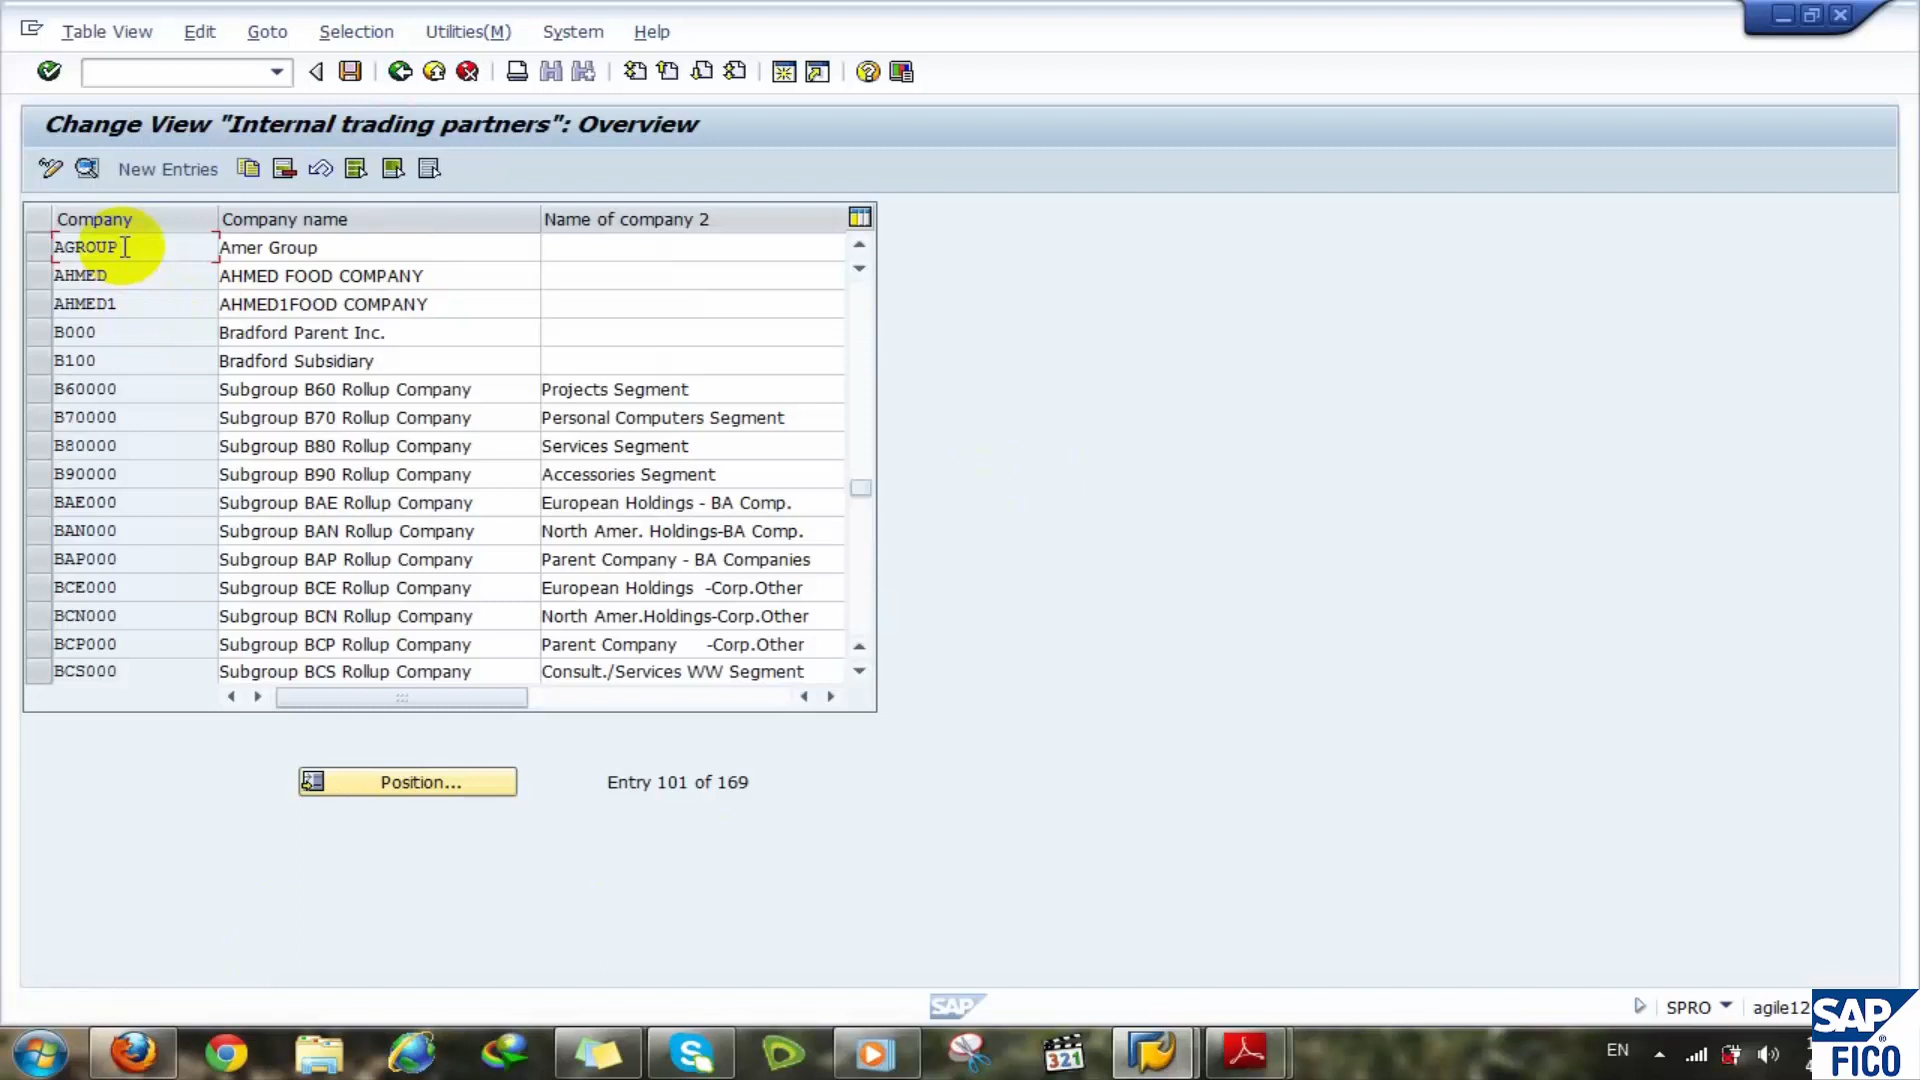 Table View Edit Goto Selection Utilities(M) System Help
Change View "Internal trading partners": Overview
New Entries
Company Company name Name of company 2
AGROUP Amer Group
AHMED AHMED FOOD COMPANY
AHMED1 AHMED1FOOD COMPANY
B000 Bradford Parent Inc.
B100 Bradford Subsidiary
B60000 Subgroup B60 Rollup Company Projects Segment
B70000 Subgroup B70 Rollup Company Personal Computers Segment
B80000 Subgroup B80 Rollup Company Services Segment
B90000 Subgroup B90 Rollup Company Accessories Segment
BAE000 Subgroup BAE Rollup Company European Holdings - BA Comp.
BAN000 Subgroup BAN Rollup Company North Amer. Holdings-BA Comp.
BAP000 Subgroup BAP Rollup Company Parent Company - BA Companies
BCE000 Subgroup BCE Rollup Company European Holdings -Corp.Other
BCN000 Subgroup BCN Rollup Company North Amer.Holdings-Corp.Other
BCP000 Subgroup BCP Rollup Company Parent Company -Corp.Other
BCS000 Subgroup BCS Rollup Company Consult./Services WW Segment
Position... Entry 101 of 169
SAP
SPRO agile12
321
EN
SAP
FICO